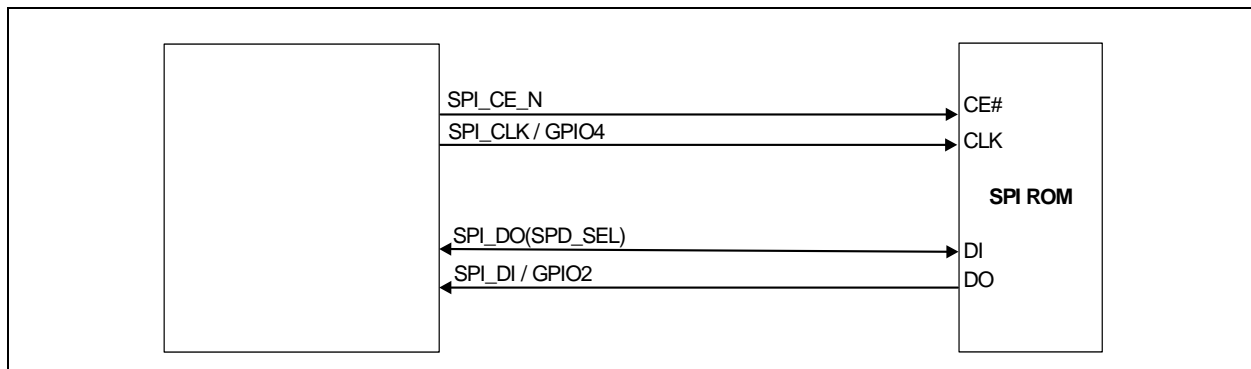 SPI_CE_N
CE#
SPI_CLK / GPIO4
CLK
SPI ROM
SPI_DO(SPD_SEL)
DI
SPI_DI / GPIO2
DO